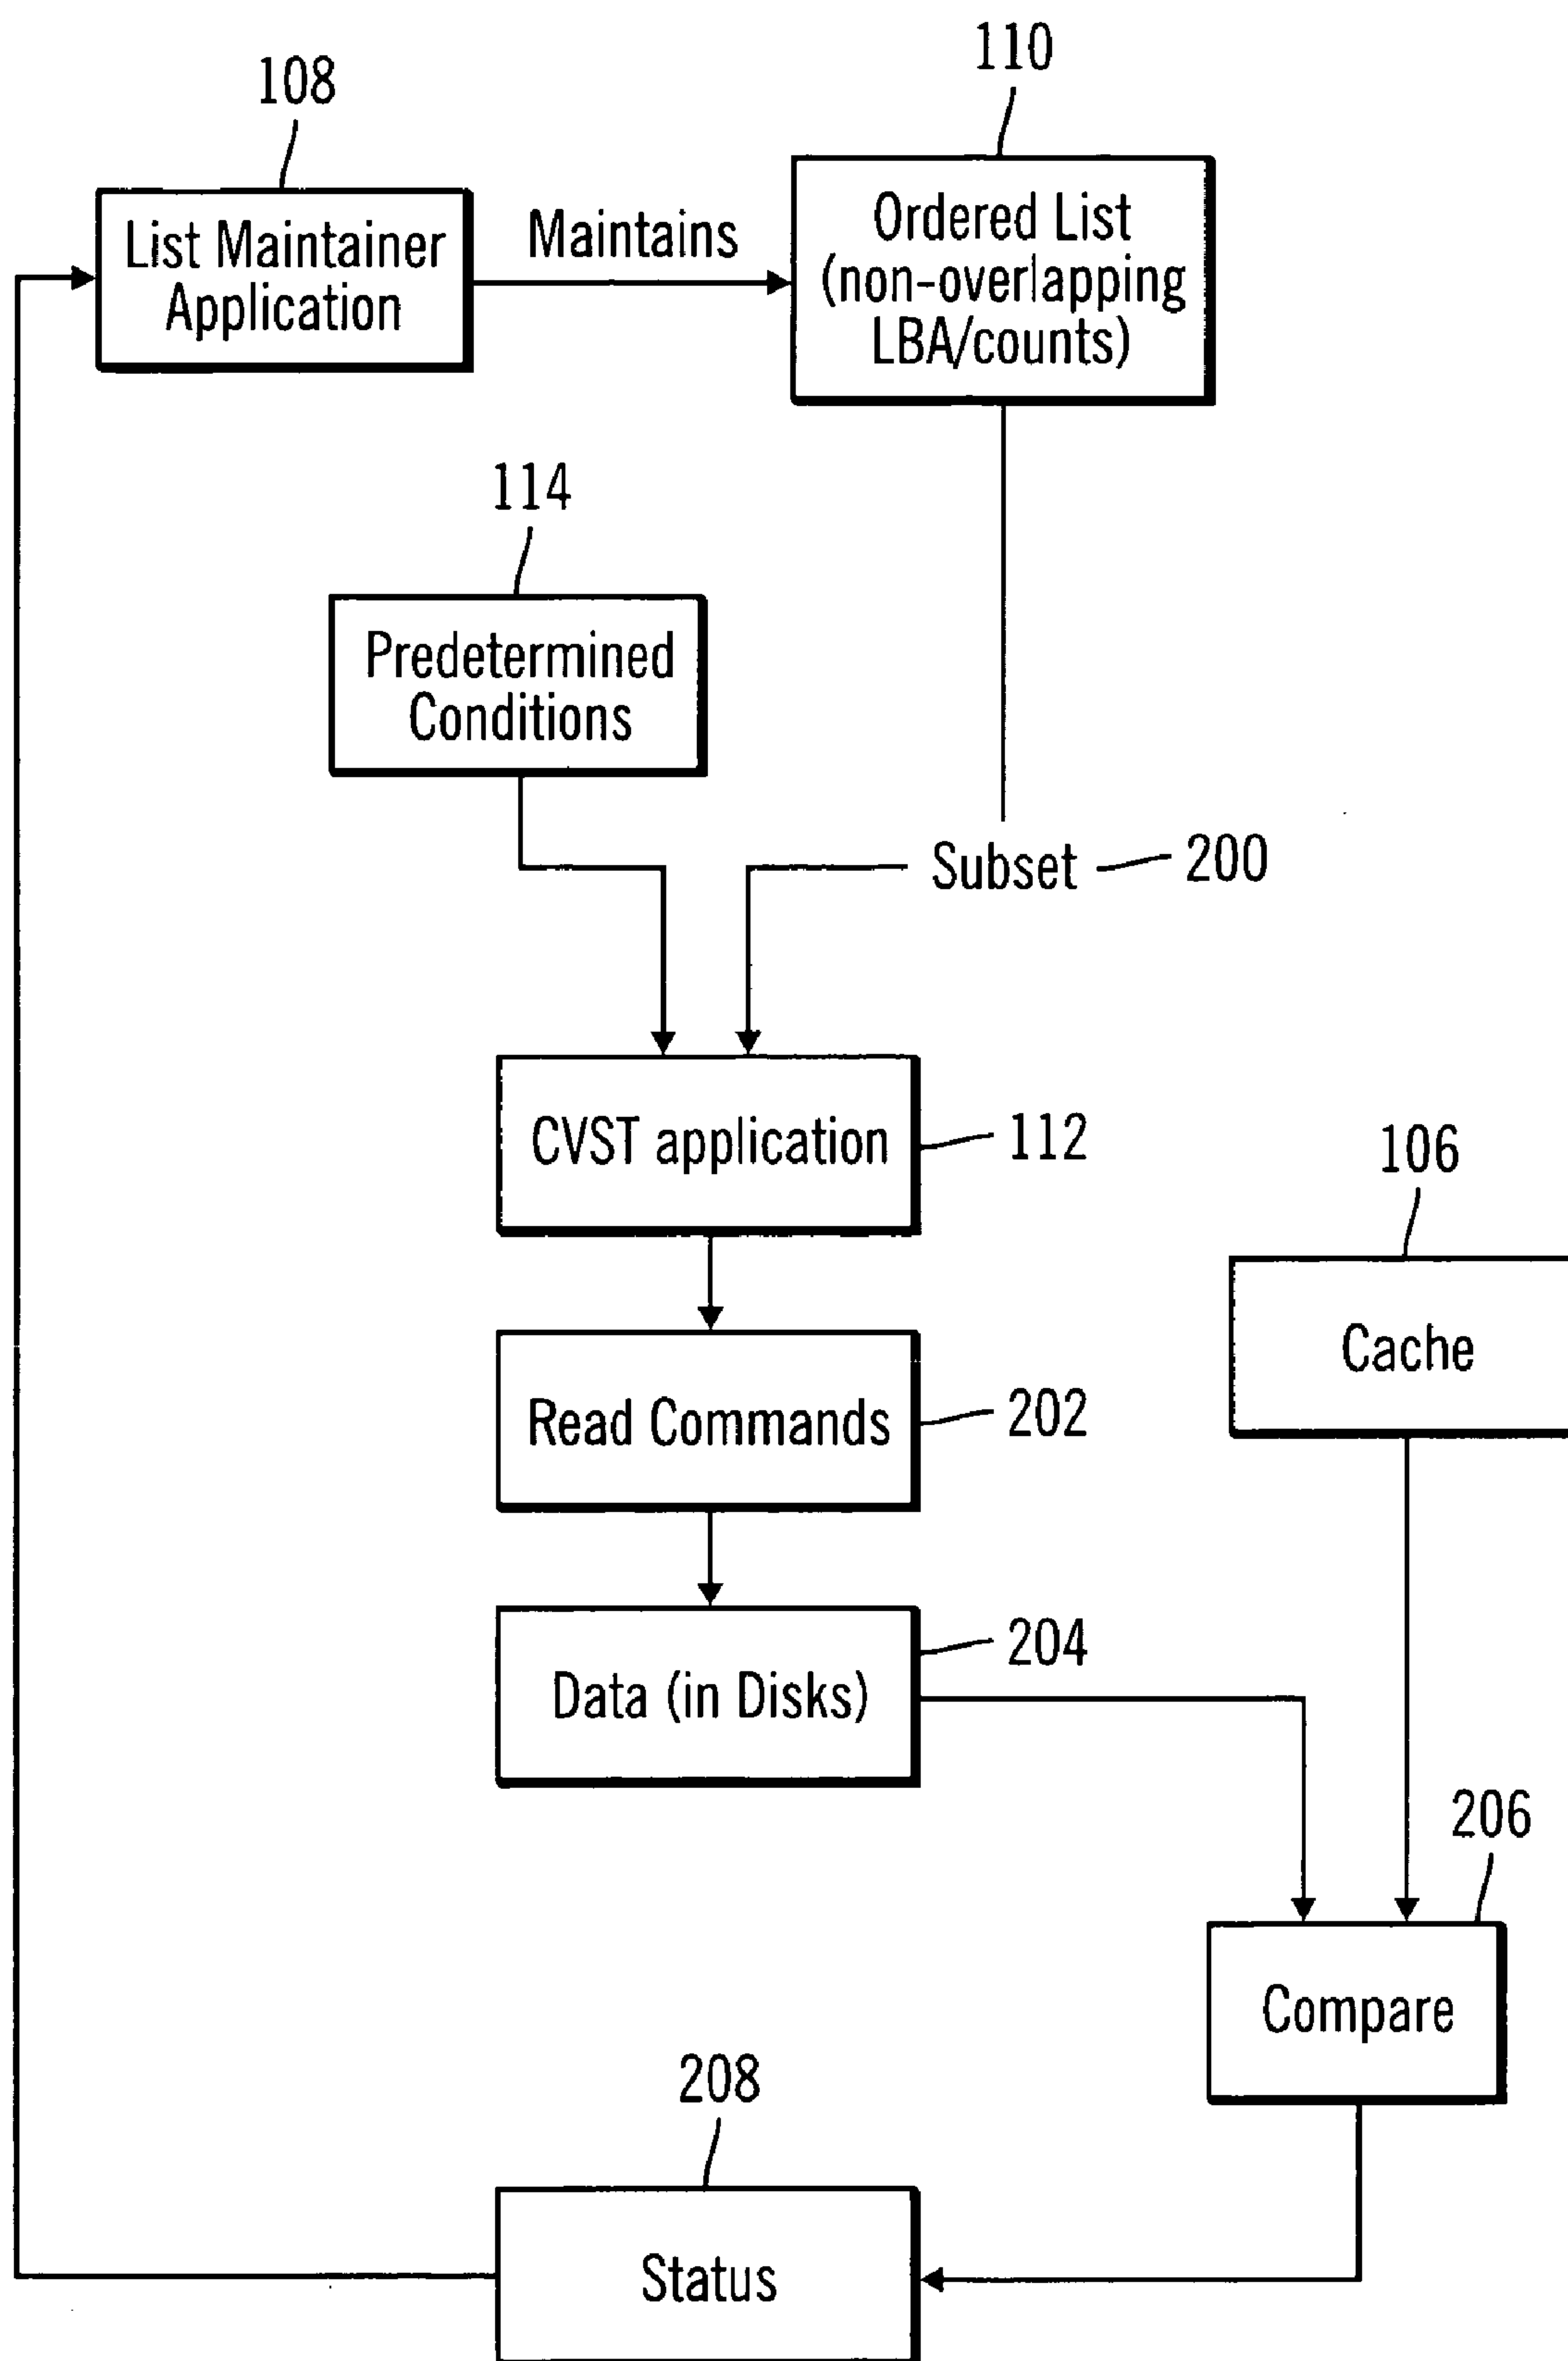 110
108
List Maintainer
Application
Maintains
Ordered List
(non-overlapping
LBA/counts)
114
Predetermined
Conditions
Subset
200
CVST application
112
106
Cache
Read Commands
202
204
Data (in Disks)
206
Compare
208
Status